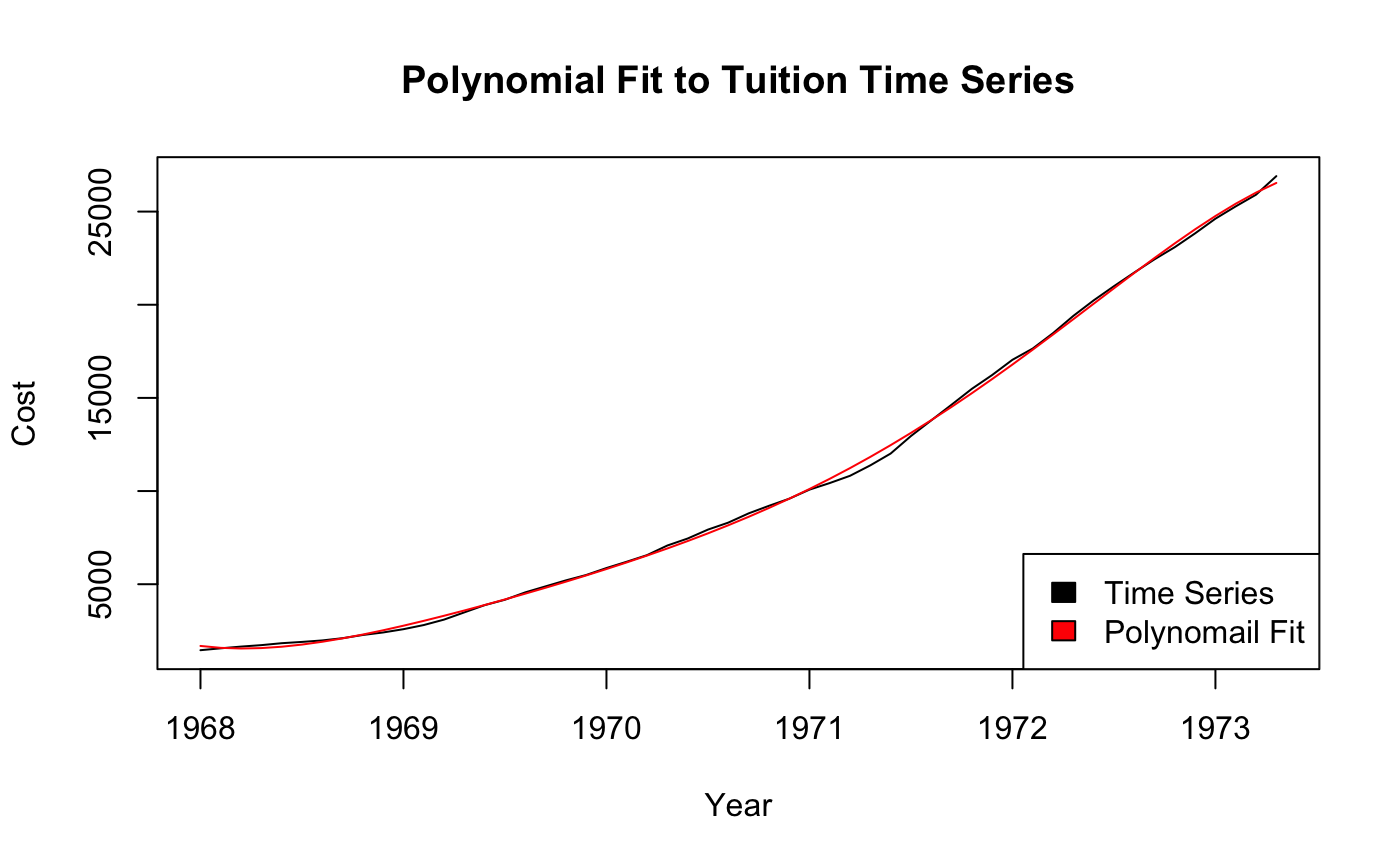 Polynomial Fit to Tuition Time Series
Cost
25000
15000
5000
Time Series
Polynomail Fit
1968 1969 1970 1971 1972 1973
Year